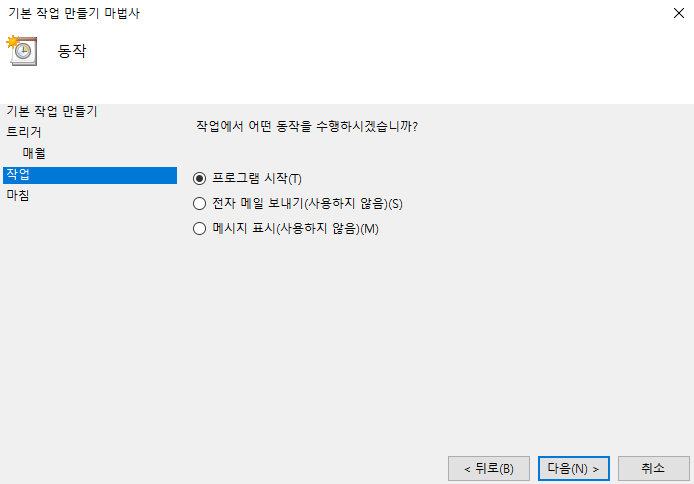 기본 작업 만들기 마법사
동작
기본 작업 만들기
트리거
매월
작업
마침
작업에서 어떤 동작을 수행하시겠습니까?
프로그램 시작(T)
전자 메일 보내기(사용하지 않음)(S)
메시지 표시(사용하지 않음)(M)
< 뒤로(B)
다음(N) >
취소